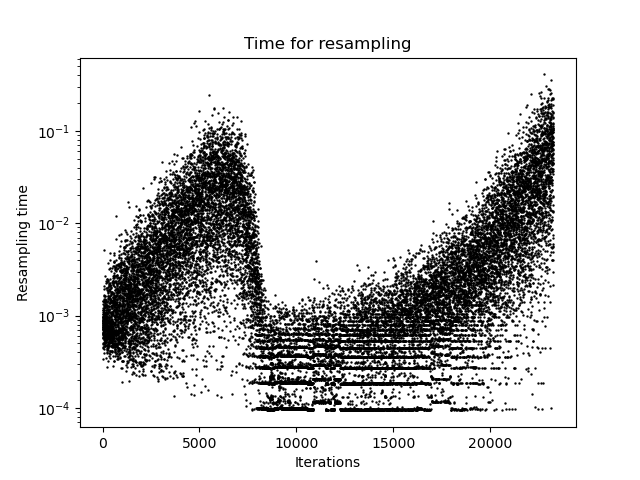 Time for resampling
10⁻¹
10⁻²
10⁻³
10⁻⁴
Resampling time
0 5000 10000 15000 20000
Iterations